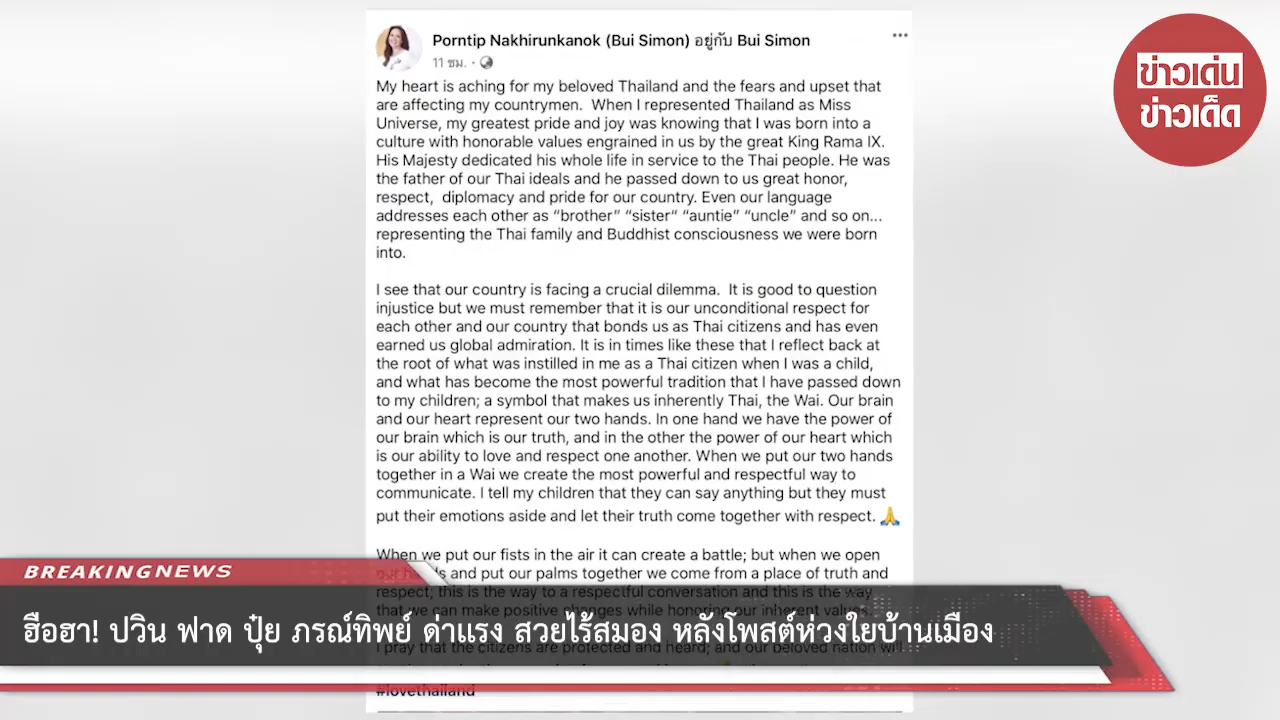 Porntip Nakhirunkanok (Bui Simon) อยู่กับ Bui Simon
11 ชม.
ข่าวเด่น
ข่าวเด็ด
My heart is aching for my beloved Thailand and the fears and upset that
are affecting my countrymen.  When I represented Thailand as Miss
Universe, my greatest pride and joy was knowing that I was born into a
culture with honorable values engrained in us by the great King Rama IX.
His Majesty dedicated his whole life in service to the Thai people. He was
the father of our Thai ideals and he passed down to us great honor,
respect,  diplomacy and pride for our country. Even our language
addresses each other as “brother” “sister“ “auntie” “uncle” and so on...
representing the Thai family and Buddhist consciousness we were born
into.
I see that our country is facing a crucial dilemma.  It is good to question
injustice but we must remember that it is our unconditional respect for
each other and our country that bonds us as Thai citizens and has even
earned us global admiration. It is in times like these that I reflect back at
the root of what was instilled in me as a Thai citizen when I was a child,
and what has become the most powerful tradition that I have passed down
to my children; a symbol that makes us inherently Thai, the Wai. Our brain
and our heart represent our two hands. In one hand we have the power of
our brain which is our truth, and in the other the power of our heart which
is our ability to love and respect one another. When we put our two hands
together in a Wai we create the most powerful and respectful way to
communicate. I tell my children that they can say anything but they must
put their emotions aside and let their truth come together with respect. 🙏
When we put our fists in the air it can create a battle; but when we open
our hands and put our palms together we come from a place of truth and
respect; this is the way to a respectful conversation and this is the way
that we can make positive changes while honoring our inherent values.
I pray that the citizens are protected and heard; and our beloved nation will
#lovethailand
BREAKING NEWS
ฮือฮา! ปวิน ฟาด ปุ๋ย ภรณ์ทิพย์ ด่าแรง สวยไร้สมอง หลังโพสต์ห่วงใยบ้านเมือง